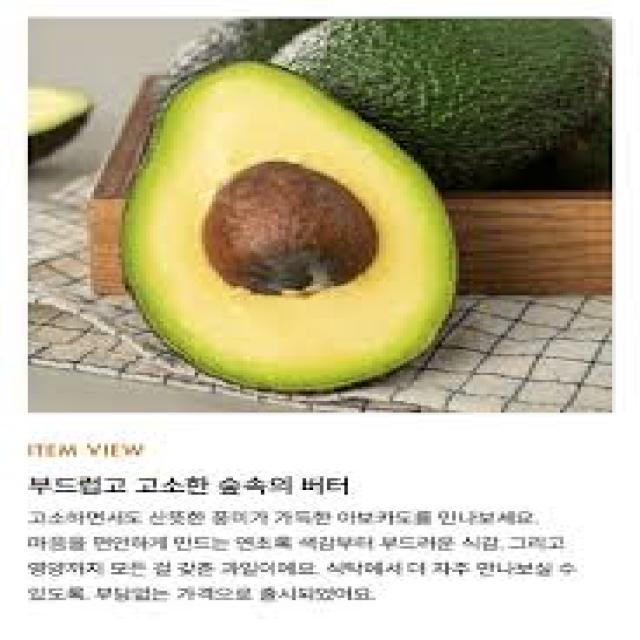 ITEM VIEW
부드럽고 고소한 숲속의 버터
고소하면서도 산뜻한 풍미가 가득한 아보카도를 만나보세요.
마음을 편안하게 만드는 연초록 색감부터 부드러운 식감, 그리고
영양까지 모든 걸 갖춘 과일이에요. 식탁에서 더 자주 만나보실 수
있도록, 부담없는 가격으로 출시되었어요.